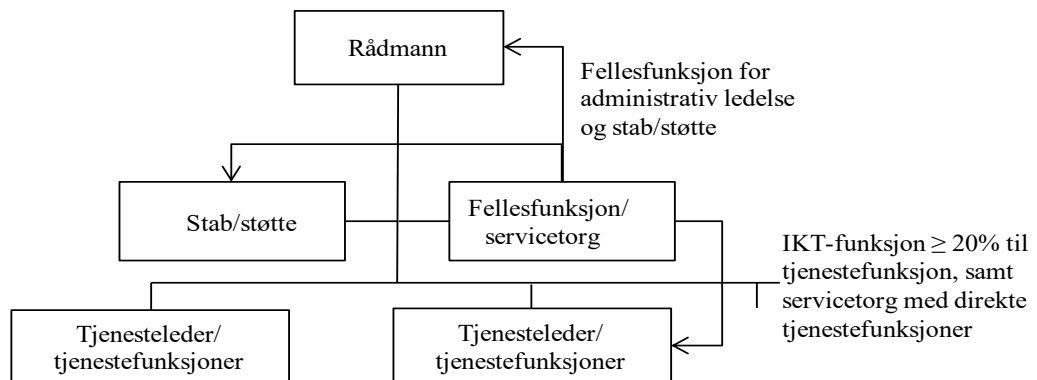 Rådmann
Fellesfunksjon for
administrativ ledelse
og stab/støtte
Stab/støtte
Fellesfunksjon/
servicetorg
IKT-funksjon ≥ 20% til
tjenestefunksjon, samt
servicetorg med direkte
tjenestefunksjoner
Tjenesteleder/
tjenestefunksjoner
Tjenesteleder/
tjenestefunksjoner